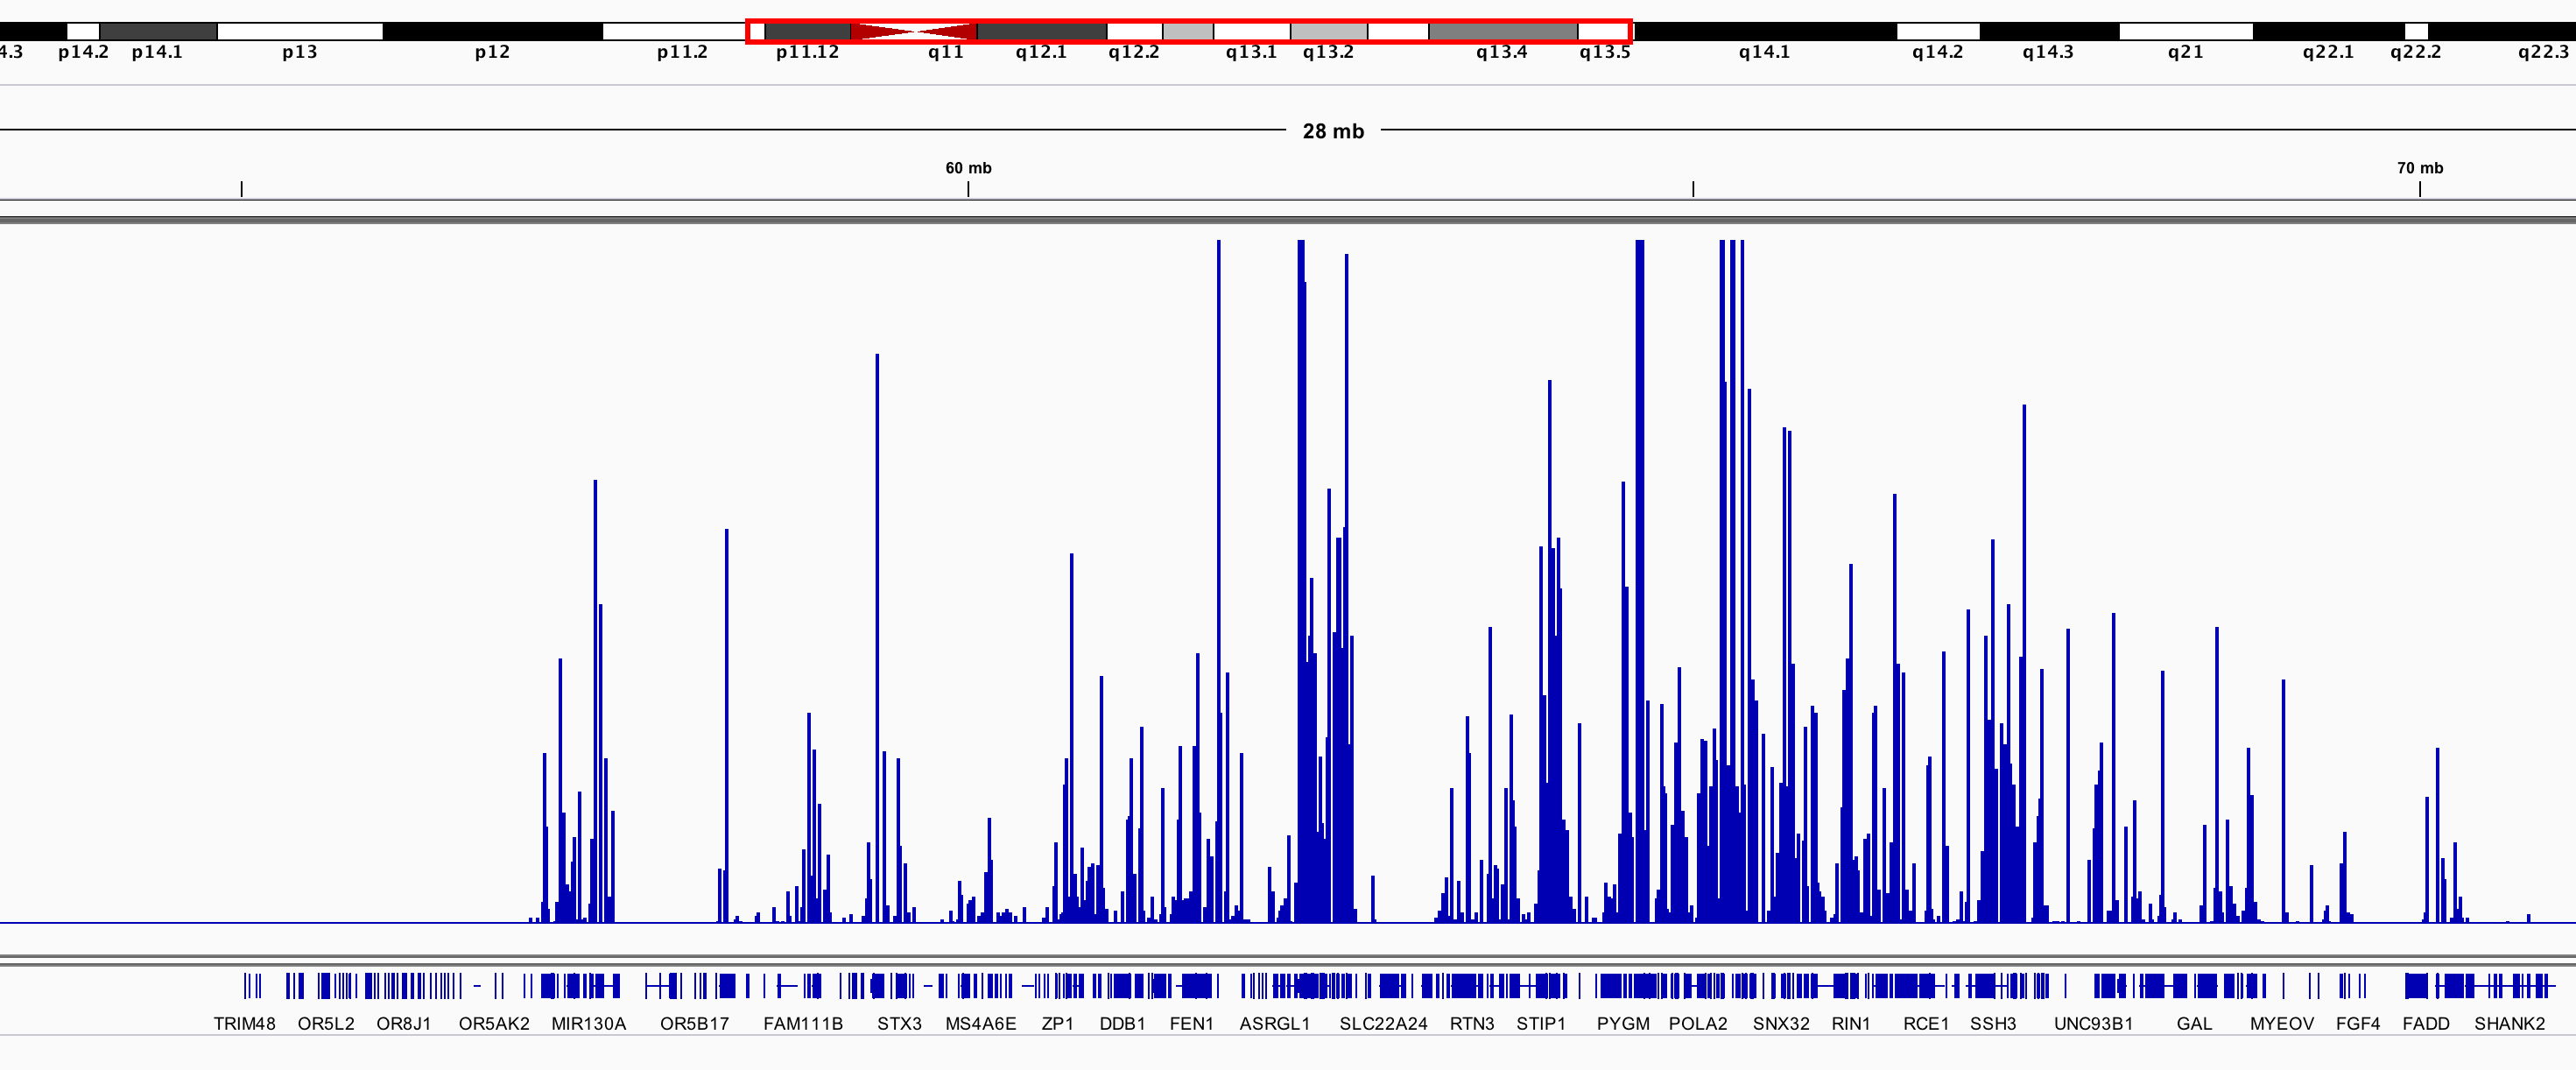 4.3 p14.2 p14.1 p13 p12 p11.2 p11.12 q11 q12.1 q12.2 q13.1 q13.2 q13.4 q13.5 q14.1 q14.2 q14.3 q21 q22.1 q22.2 q22.3
28 mb
60 mb 70 mb
TRIM48 OR5L2 OR8J1 OR5AK2 MIR130A OR5B17 FAM111B STX3 MS4A6E ZP1 DDB1 FEN1 ASRGL1 SLC22A24 RTN3 STIP1 PYGM POLA2 SNX32 RIN1 RCE1 SSH3 UNC93B1 GAL MYEOV FGF4 FADD SHANK2